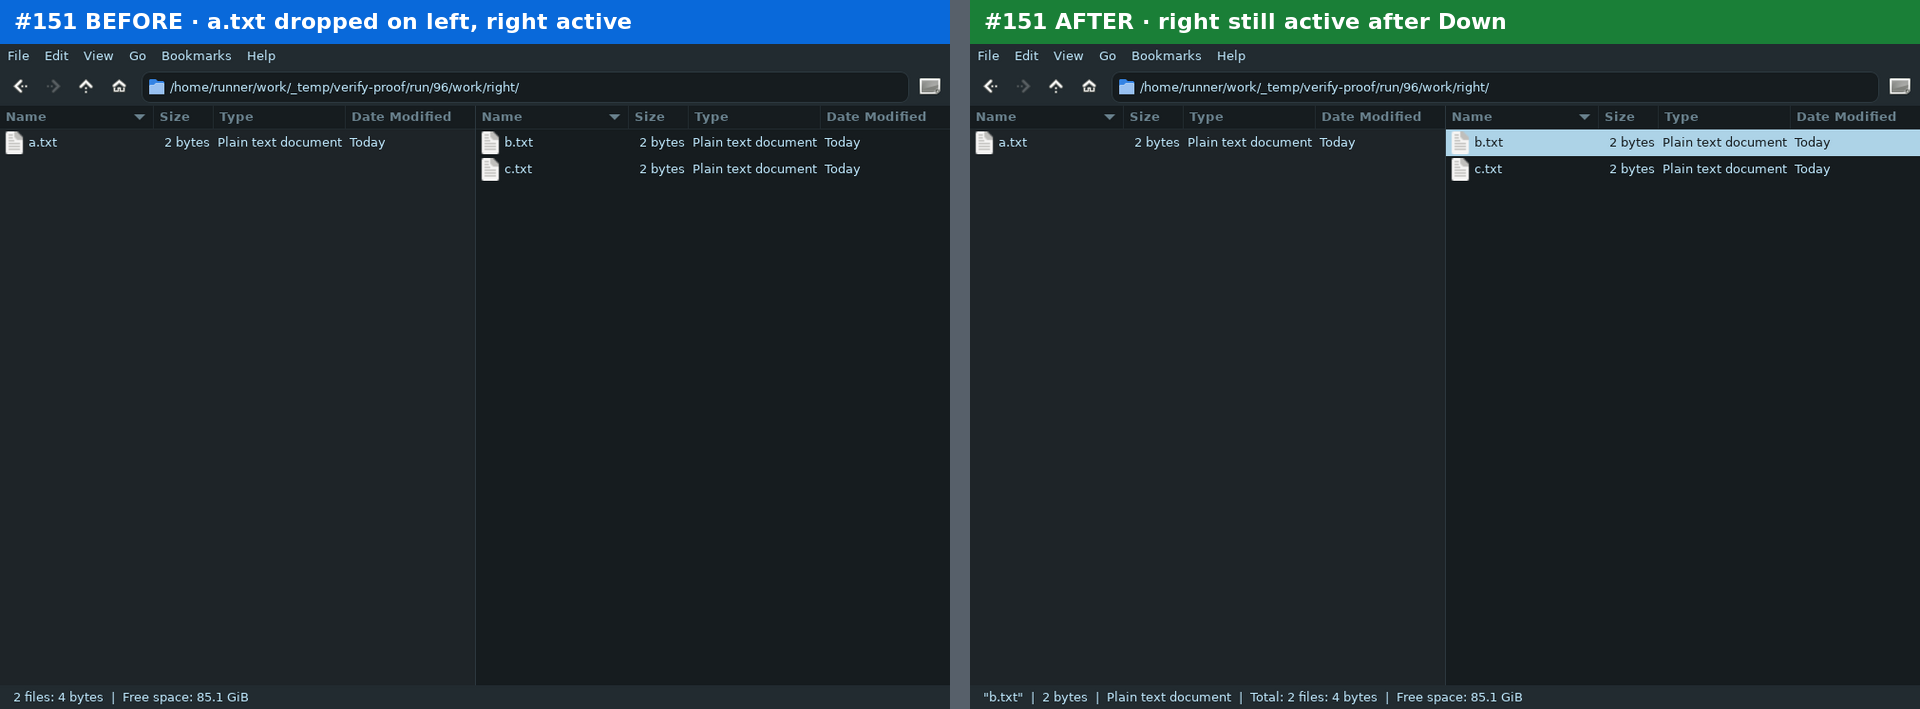 #151 BEFORE · a.txt dropped on left, right active
File Edit View Go Bookmarks Help
/home/runner/work/_temp/verify-proof/run/96/work/right/
Name Size Type Date Modified Name Size Type Date Modified
a.txt 2 bytes Plain text document Today b.txt 2 bytes Plain text document Today
c.txt 2 bytes Plain text document Today
2 files: 4 bytes | Free space: 85.1 GiB
#151 AFTER · right still active after Down
File Edit View Go Bookmarks Help
/home/runner/work/_temp/verify-proof/run/96/work/right/
Name Size Type Date Modified Name Size Type Date Modified
a.txt 2 bytes Plain text document Today b.txt 2 bytes Plain text document Today
c.txt 2 bytes Plain text document Today
"b.txt" | 2 bytes | Plain text document | Total: 2 files: 4 bytes | Free space: 85.1 GiB